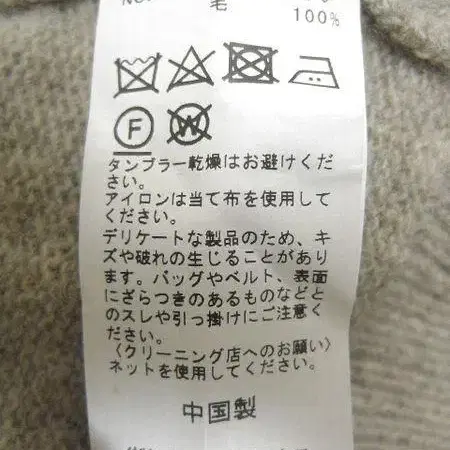 毛
100%
F
W
タンブラー乾燥はお避けくだ
さい。
アイロンは当て布を使用して
ください。
デリケートな製品のため、キ
ズや破れの生じることがあり
ます。バッグやベルト、表面
にざらつきのあるものなどと
のスレや引っ掛けにご注意く
ださい。
〈クリーニング店へのお願い〉
ネットを使用してください。
中国製